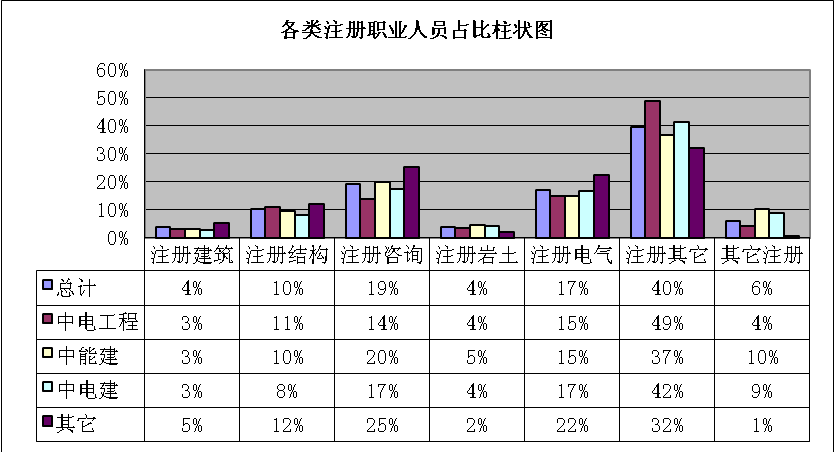 各类注册职业人员占比柱状图
60%
50%
40%
30%
20%
10%
0%
注册建筑 注册结构 注册咨询 注册岩土 注册电气 注册其它 其它注册
总计 4% 10% 19% 4% 17% 40% 6%
中电工程 3% 11% 14% 4% 15% 49% 4%
中能建 3% 10% 20% 5% 15% 37% 10%
中电建 3% 8% 17% 4% 17% 42% 9%
其它 5% 12% 25% 2% 22% 32% 1%